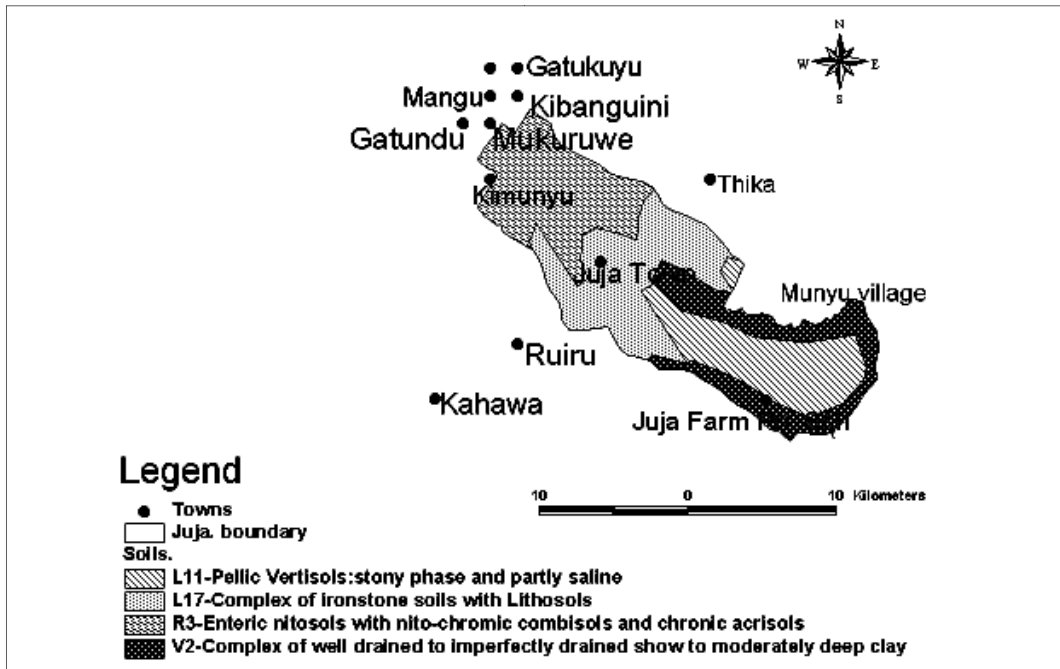 N
W E
S
Gatukuyu
Mangu
Kibanguini
Gatundu Mukuruwe
Kimunyu
Thika
Juja
Munyu village
Ruiru
Kahawa
Juja Farm
Legend
10 0 10 Kilometers
Towns
Juja. boundary
Soils.
L11-Pellic Vertisols:stony phase and partly saline
L17-Complex of ironstone soils with Lithosols
R3-Enteric nitosols with nito-chromic combisols and chronic acrisols
V2-Complex of well drained to imperfectly drained show to moderately deep clay